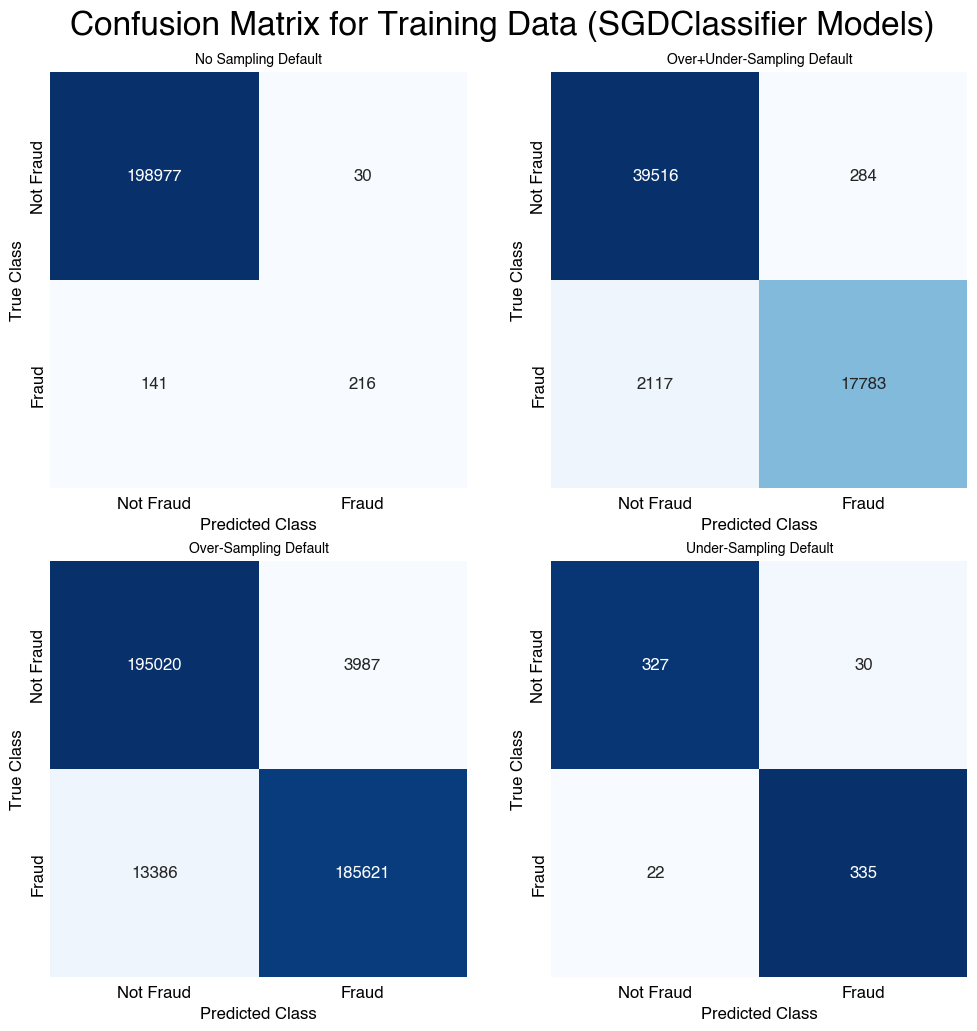 Confusion Matrix for Training Data (SGDClassifier Models)
No Sampling Default
True Class
Not Fraud
198977
30
Fraud
141
216
Not Fraud
Fraud
Predicted Class
Over+Under-Sampling Default
True Class
Not Fraud
39516
284
Fraud
2117
17783
Not Fraud
Fraud
Predicted Class
Over-Sampling Default
True Class
Not Fraud
195020
3987
Fraud
13386
185621
Not Fraud
Fraud
Predicted Class
Under-Sampling Default
True Class
Not Fraud
327
30
Fraud
22
335
Not Fraud
Fraud
Predicted Class